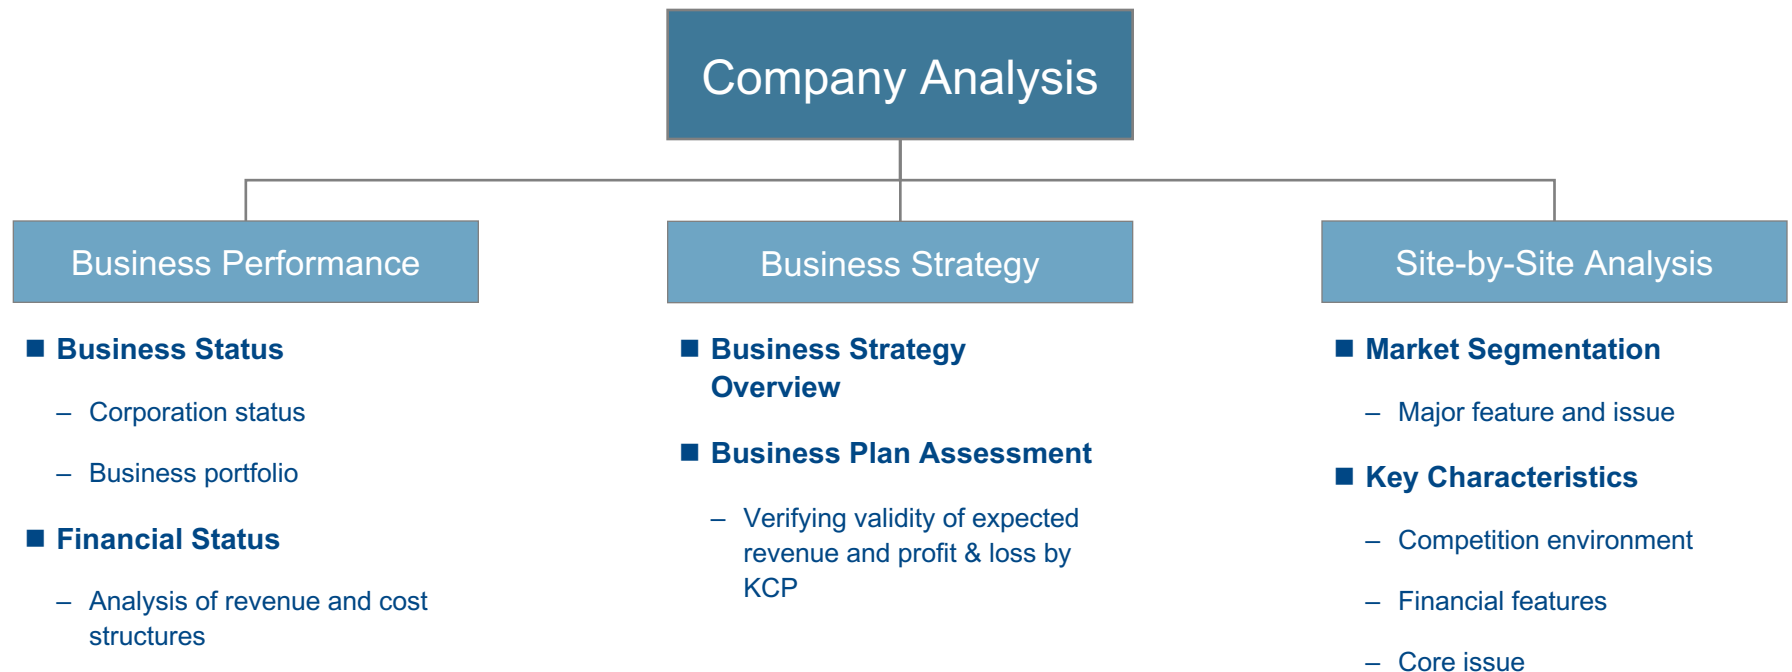 Company Analysis
Business Performance
■ Business Status
– Corporation status
– Business portfolio
■ Financial Status
– Analysis of revenue and cost
structures
Business Strategy
■ Business Strategy
Overview
■ Business Plan Assessment
– Verifying validity of expected
revenue and profit & loss by
KCP
Site-by-Site Analysis
■ Market Segmentation
– Major feature and issue
■ Key Characteristics
– Competition environment
– Financial features
– Core issue